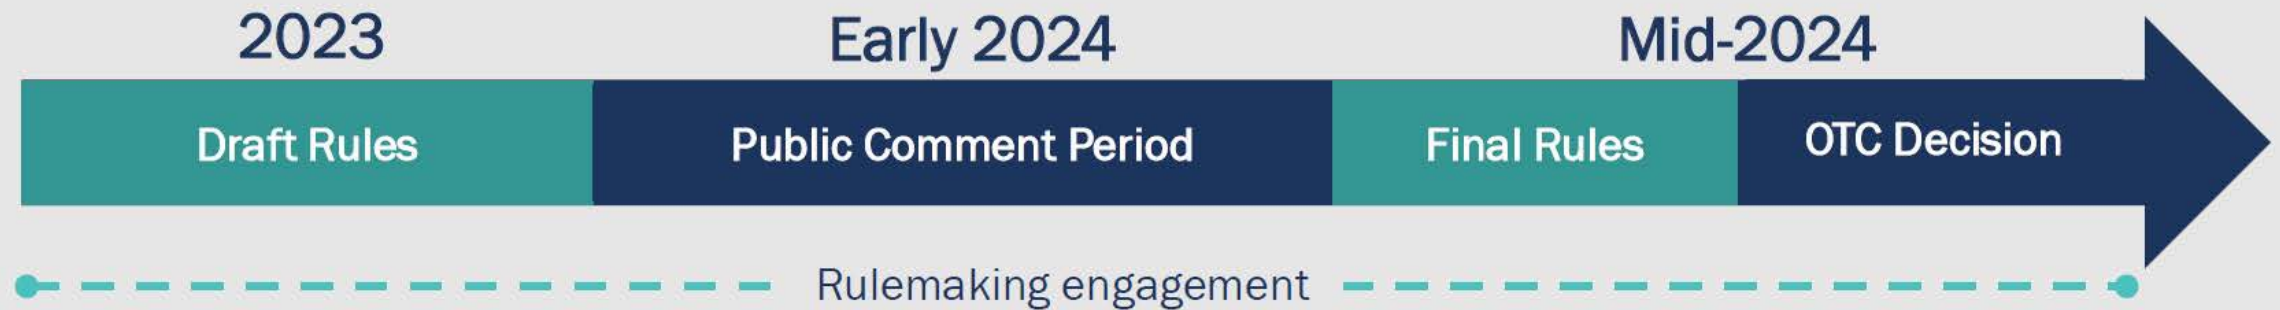 2023 Early 2024 Mid-2024
Draft Rules Public Comment Period Final Rules OTC Decision
Rulemaking engagement